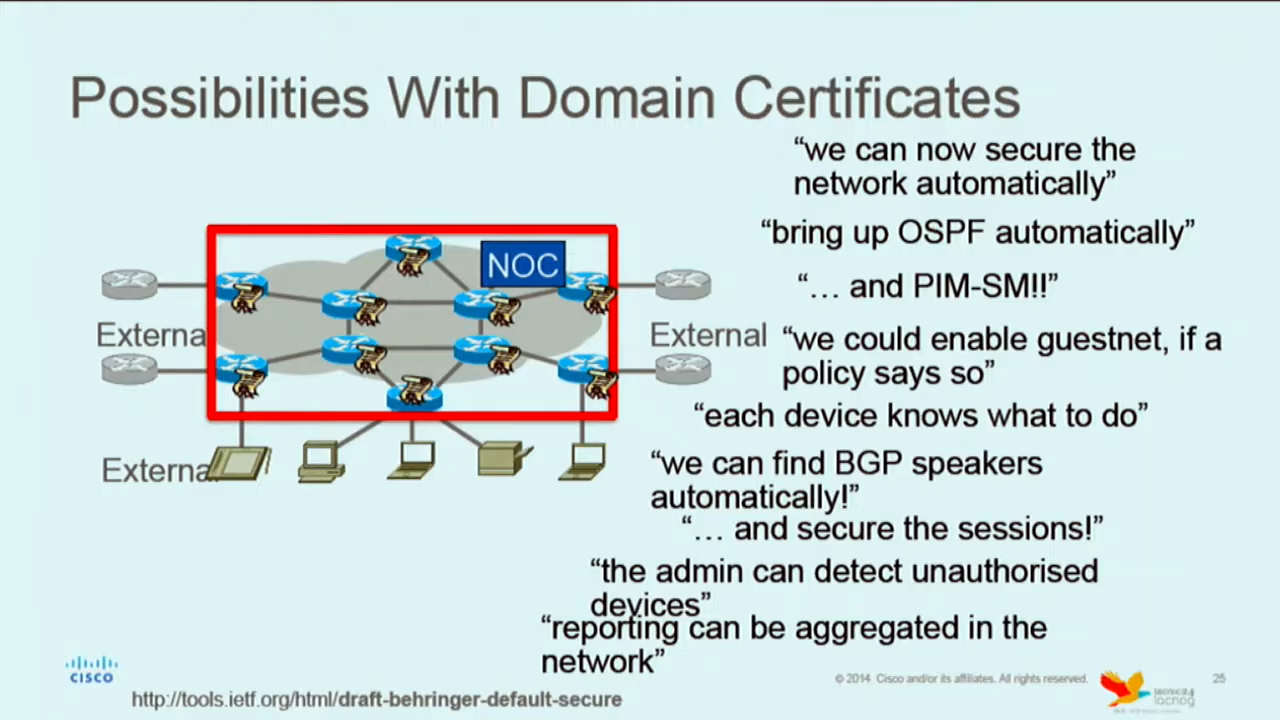 Possibilities With Domain Certificates
“we can now secure the
network automatically”
“bring up OSPF automatically”
“... and PIM-SM!!”
“we could enable guestnet, if a
policy says so”
“each device knows what to do”
“we can find BGP speakers
automatically!”
“... and secure the sessions!”
“the admin can detect unauthorised
devices”
“reporting can be aggregated in the
network”
NOC
External
External
External
CISCO
http://tools.ietf.org/html/draft-behringer-default-secure
© 2014 Cisco and/or its affiliates. All rights reserved.
25
lacnog